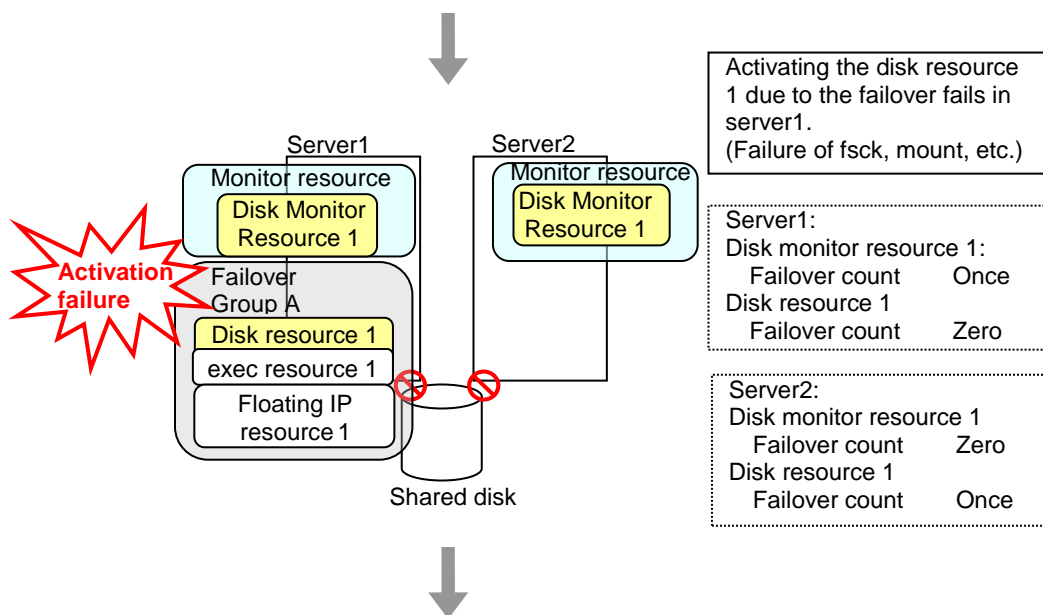 Activating the disk resource
1 due to the failover fails in
server1.
(Failure of fsck, mount, etc.)
Server1
Server2
Monitor resource
Disk Monitor
Resource 1
Monitor resource
Disk Monitor
Resource 1
Activation
failure
Failover
Group A
Disk resource 1
exec resource 1
Floating IP
resource 1
Shared disk
Server1:
Disk monitor resource 1:
Failover count Once
Disk resource 1
Failover count Zero
Server2:
Disk monitor resource 1
Failover count Zero
Disk resource 1
Failover count Once